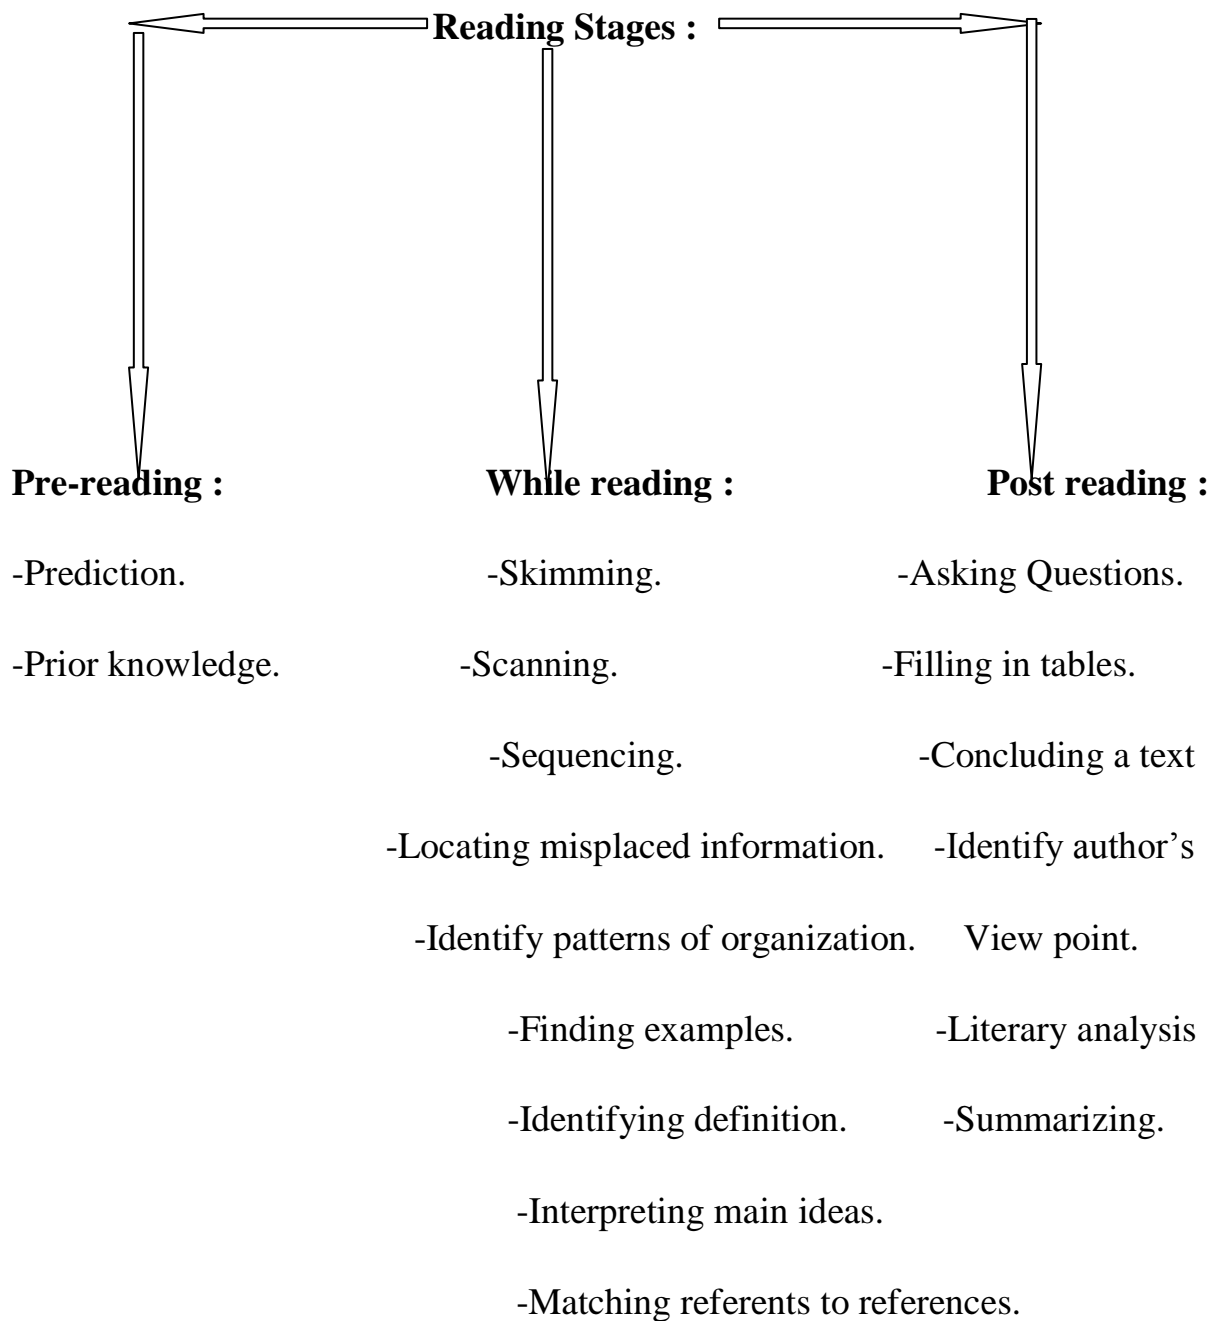 Reading Stages :
Pre-reading : While reading : Post reading :
-Prediction. -Skimming. -Asking Questions.
-Prior knowledge. -Scanning. -Filling in tables.
-Sequencing. -Concluding a text
-Locating misplaced information. -Identify author’s
-Identify patterns of organization. View point.
-Finding examples. -Literary analysis
-Identifying definition. -Summarizing.
-Interpreting main ideas.
-Matching referents to references.